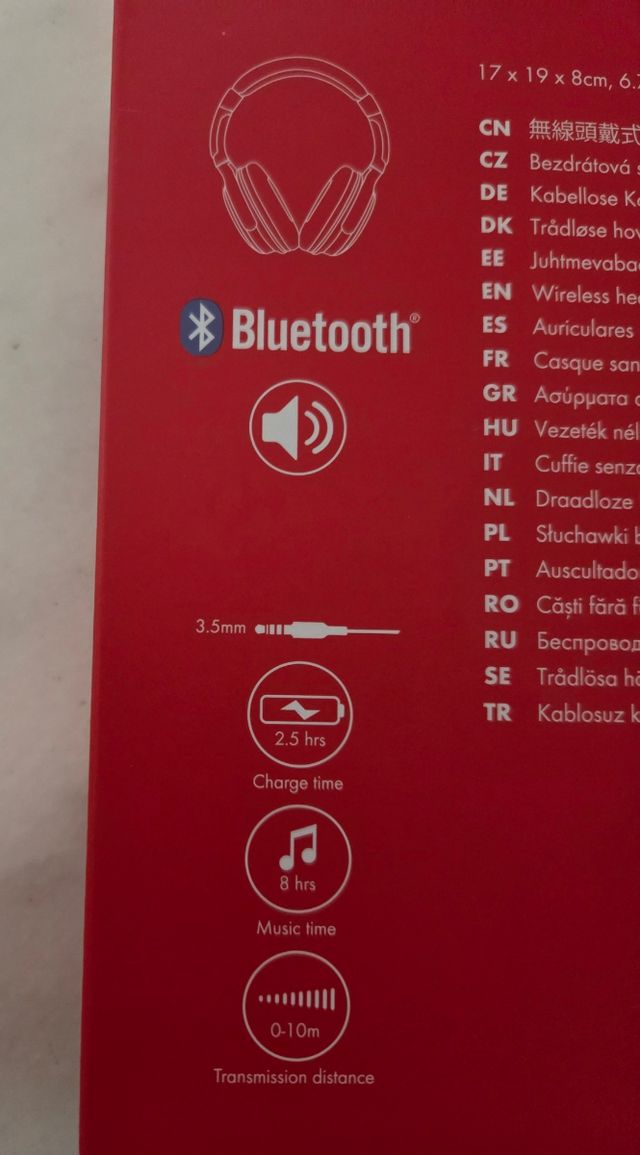 Bluetooth®
3.5mm
2.5 hrs
Charge time
8 hrs
Music time
0-10m
Transmission distance
17 x 19 x 8cm,
CN 無線頭戴式
CZ Bezdrátová
DE Kabellose
DK Trådløse
EE
EN Wireless
ES Auriculares
FR Casque
GR Ασύρματα
HU Vezeték
IT Cuffie
NL Draadloze
PL Słuchawki
PT
RO Căști fără
RU
SE Trådlösa
TR Kablosuz